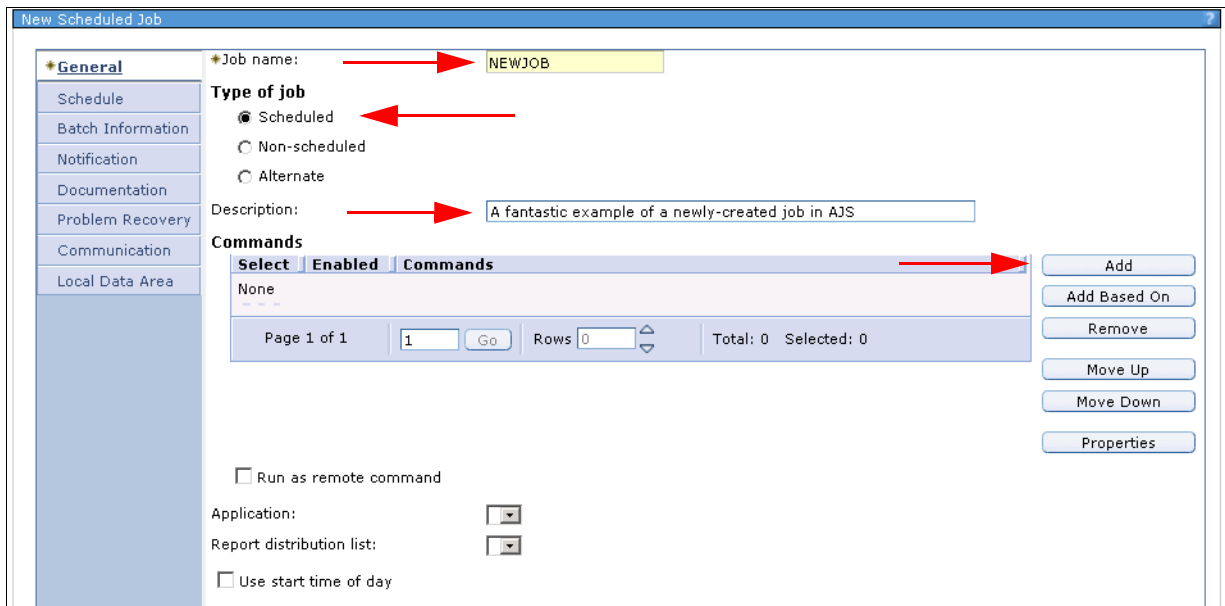 New Scheduled Job ?
*General
Schedule
Batch Information
Notification
Documentation
Problem Recovery
Communication
Local Data Area
*Job name: NEWJOB
Type of job
Scheduled
Non-scheduled
Alternate
Description: A fantastic example of a newly-created job in AJS
Commands
Select Enabled Commands
None
- - -
Page 1 of 1 1 Go Rows 0 Total: 0 Selected: 0
Add
Add Based On
Remove
Move Up
Move Down
Properties
Run as remote command
Application:
Report distribution list:
Use start time of day